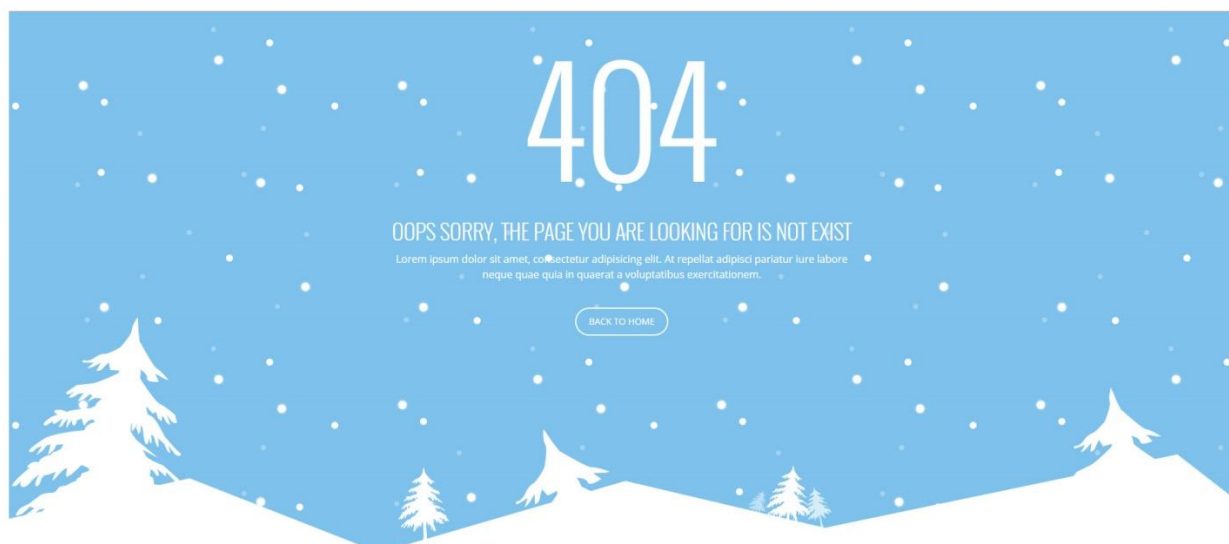 404
OOPS SORRY, THE PAGE YOU ARE LOOKING FOR IS NOT EXIST
Lorem ipsum dolor sit amet, consectetur adipisicing elit. At repellat adipisci pariatur iure labore
neque quae quia in quaerat a voluptatibus exercitationem.
BACK TO HOME